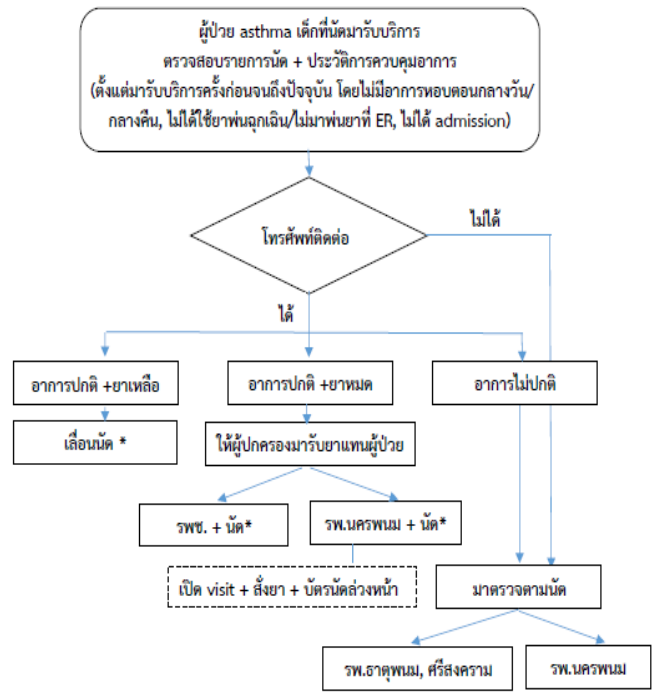 ผู้ป่วย asthma เด็กที่นัดมารับบริการ
ตรวจสอบรายการนัด + ประวัติการควบคุมอาการ
(ตั้งแต่มารับบริการครั้งก่อนจนถึงปัจจุบัน โดยไม่มีอาการหอบตอนกลางวัน/
กลางคืน, ไม่ได้ใช้ยาพ่นฉุกเฉิน/ไม่มาพ่นยาที่ ER, ไม่ได้ admission)
โทรศัพท์ติดต่อ
ไม่ได้
ได้
อาการปกติ +ยาเหลือ
อาการปกติ +ยาหมด
อาการไม่ปกติ
เลื่อนนัด *
ให้ผู้ปกครองมารับยาแทนผู้ป่วย
รพช. + นัด*
รพ.นครพนม + นัด*
เปิด visit + สั่งยา + บัตรนัดล่วงหน้า
มาตรวจตามนัด
รพ.ธาตุพนม, ศรีสงคราม
รพ.นครพนม